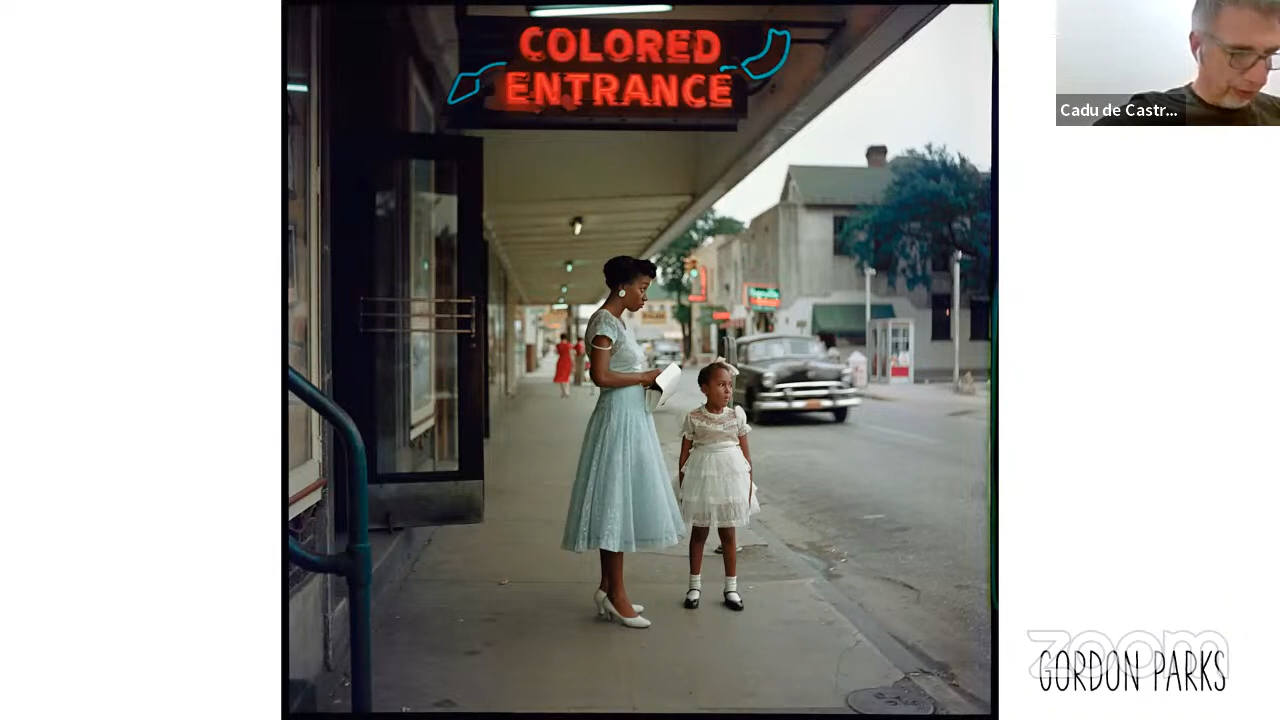 COLORED
ENTRANCE
Cadu de Castr...
zoom
GORDON PARKS